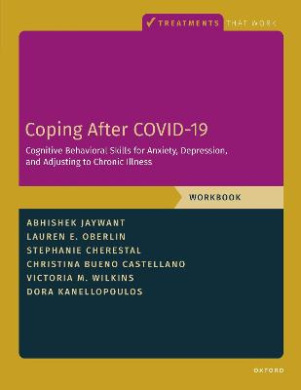 ✓ TREATMENTS THAT WORK
Coping After COVID-19
Cognitive Behavioral Skills for Anxiety, Depression,
and Adjusting to Chronic Illness
WORKBOOK
ABHISHEK JAYWANT
LAUREN E. OBERLIN
STEPHANIE CHERESTAL
CHRISTINA BUENO CASTELLANO
VICTORIA M. WILKINS
DORA KANELLOPOULOS
OXFORD